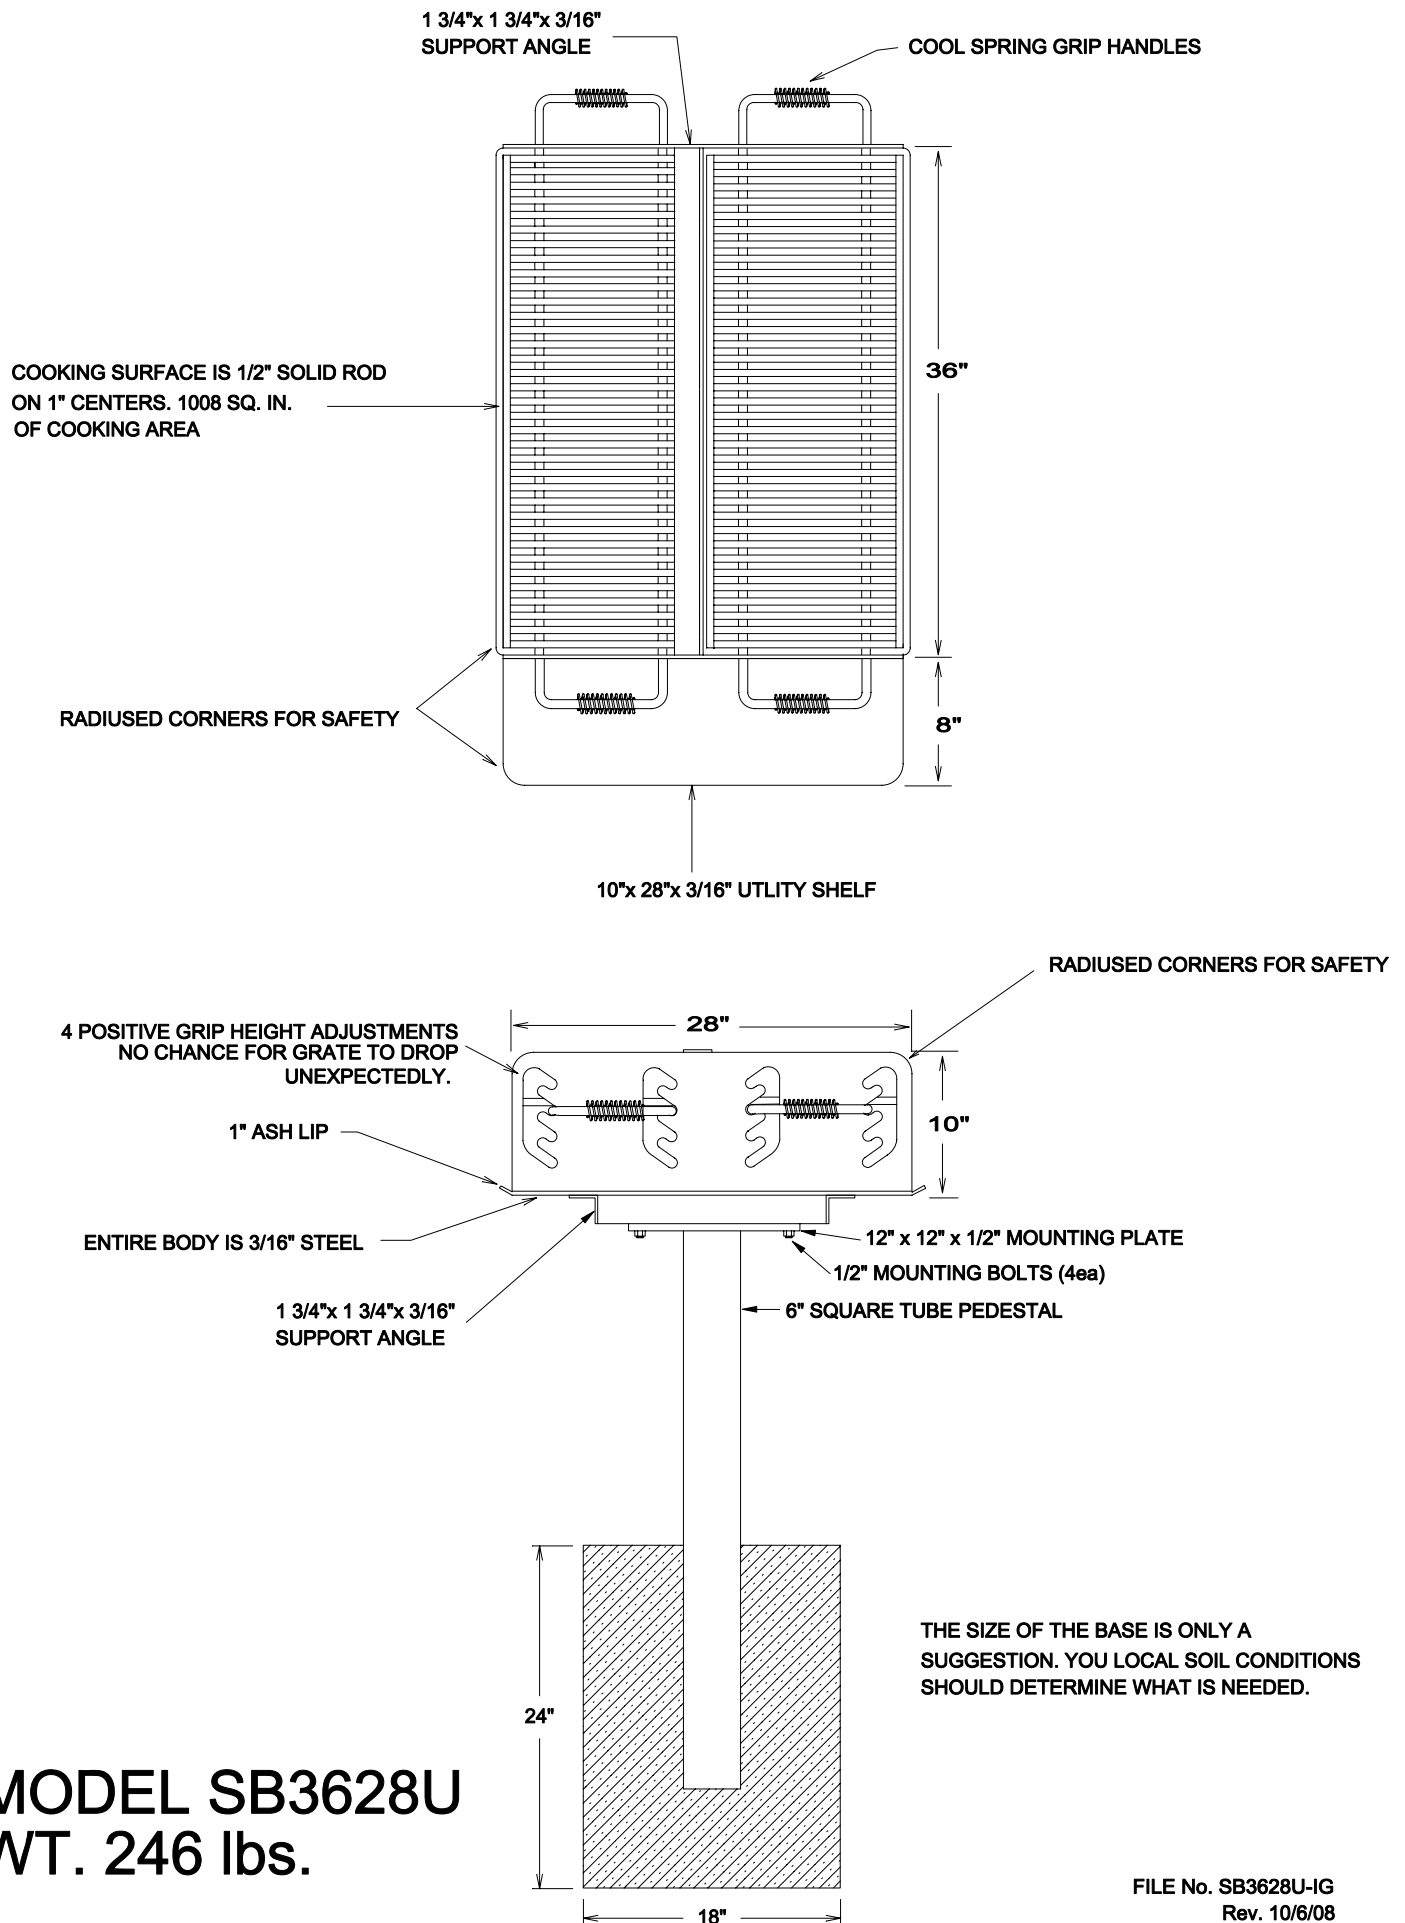 1 3/4"x 1 3/4"x 3/16"
SUPPORT ANGLE
COOL SPRING GRIP HANDLES
36"
COOKING SURFACE IS 1/2" SOLID ROD
ON 1" CENTERS. 1008 SQ. IN.
OF COOKING AREA
RADIUSED CORNERS FOR SAFETY
8"
10"x 28"x 3/16" UTLITY SHELF
RADIUSED CORNERS FOR SAFETY
28"
4 POSITIVE GRIP HEIGHT ADJUSTMENTS
NO CHANCE FOR GRATE TO DROP
UNEXPECTEDLY.
10"
1" ASH LIP
ENTIRE BODY IS 3/16" STEEL
12" x 12" x 1/2" MOUNTING PLATE
1/2" MOUNTING BOLTS (4ea)
1 3/4"x 1 3/4"x 3/16"
SUPPORT ANGLE
6" SQUARE TUBE PEDESTAL
THE SIZE OF THE BASE IS ONLY A
SUGGESTION. YOU LOCAL SOIL CONDITIONS
SHOULD DETERMINE WHAT IS NEEDED.
24"
MODEL SB3628U
WT. 246 lbs.
18"
FILE No. SB3628U-IG
Rev. 10/6/08